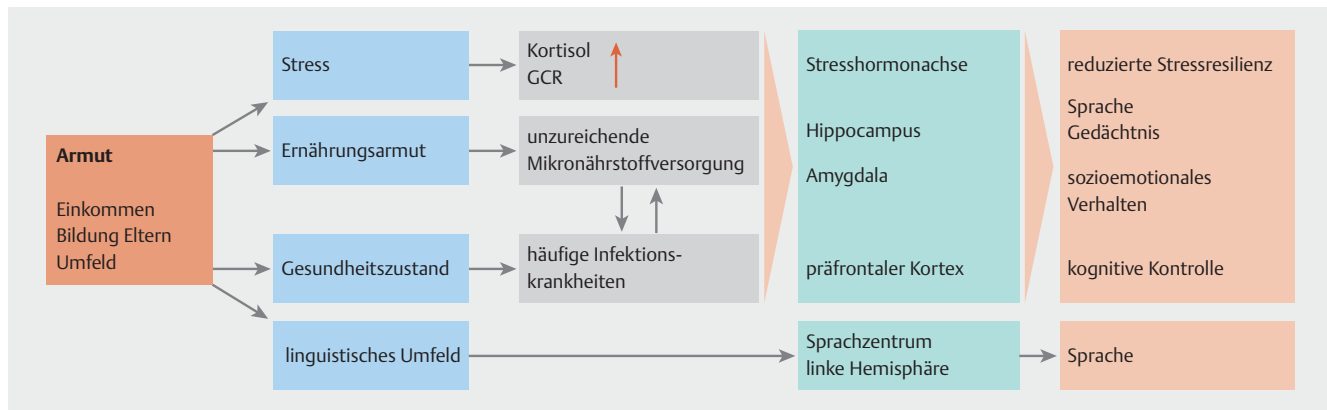 Armut
Einkommen
Bildung Eltern
Umfeld
Stress
Ernährungsarmut
Gesundheitszustand
linguistisches Umfeld
Kortisol
GCR
unzureichende
Mikronährstoffversorgung
häufige Infektions-
krankheiten
Stresshormonachse
Hippocampus
Amygdala
präfrontaler Kortex
Sprachzentrum
linke Hemisphäre
reduzierte Stressresilienz
Sprache
Gedächtnis
sozioemotionales
Verhalten
kognitive Kontrolle
Sprache